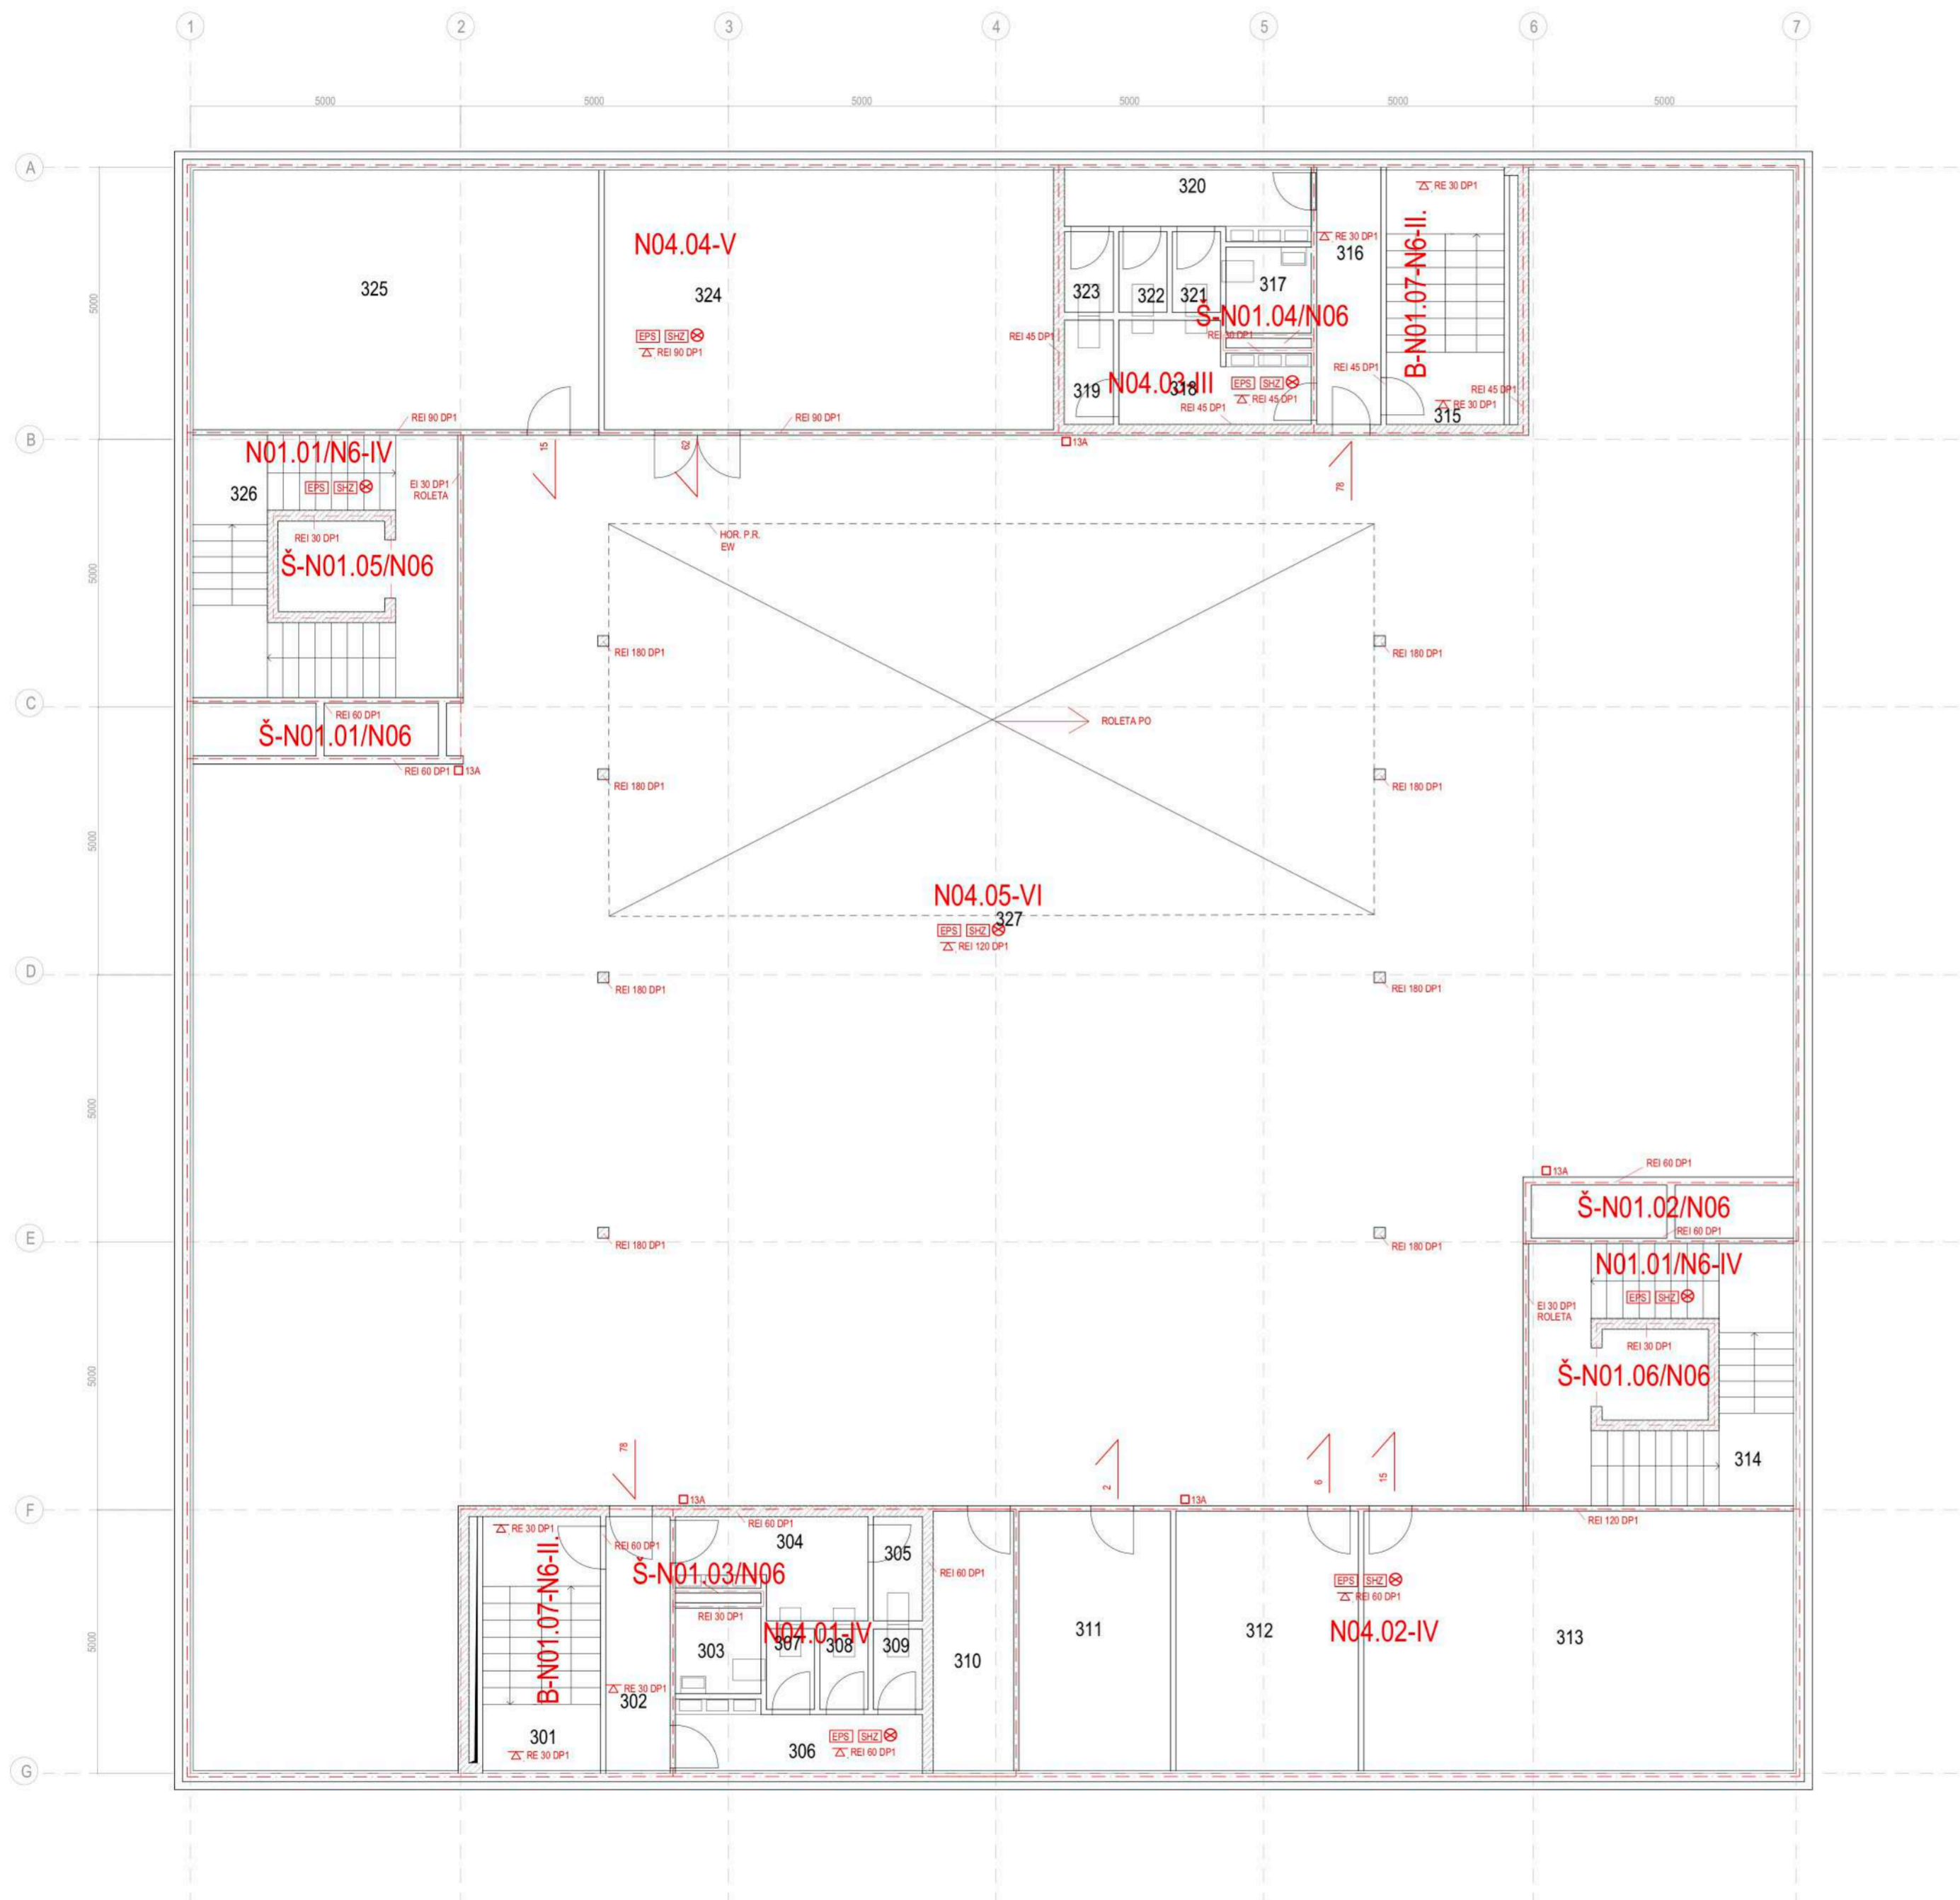 1 2 3 4 5 6 7
5000 5000 5000 5000 5000 5000
A
RE 30 DP1
320
N04.04-V
RE 30 DP1
316
B-N01.07-N6-II.
325
324
317
323
322
321
5000
Š-N01.04/N06
EPS SHZ
REI 90 DP1
REI 45 DP1
REI 30 DP1
REI 45 DP1
N04.03-III
319
318
EPS SHZ
REI 45 DP1
REI 45 DP1
REI 45 DP1
RE 30 DP1
315
REI 90 DP1
REI 90 DP1
B
13A
15
62
78
N01.01/N6-IV
326
EPS SHZ
EI 30 DP1
ROLETA
REI 30 DP1
Š-N01.05/N06
HOR. P.R.
EW
5000
REI 180 DP1
REI 180 DP1
C
REI 60 DP1
Š-N01.01/N06
REI 60 DP1
13A
ROLETA PO
REI 180 DP1
REI 180 DP1
5000
N04.05-VI
327
EPS SHZ
REI 120 DP1
D
REI 180 DP1
REI 180 DP1
5000
13A
REI 60 DP1
Š-N01.02/N06
REI 60 DP1
E
REI 180 DP1
REI 180 DP1
N01.01/N6-IV
EPS SHZ
EI 30 DP1
ROLETA
REI 30 DP1
Š-N01.06/N06
5000
78
2
6
15
314
F
13A
13A
REI 120 DP1
RE 30 DP1
REI 60 DP1
REI 60 DP1
304
305
B-N01.07-N6-II.
Š-N01.03/N06
REI 60 DP1
EPS SHZ
REI 60 DP1
REI 30 DP1
5000
N04.01-IV
303
307
308
309
310
311
312
N04.02-IV
313
RE 30 DP1
302
301
RE 30 DP1
306
EPS SHZ
REI 60 DP1
G